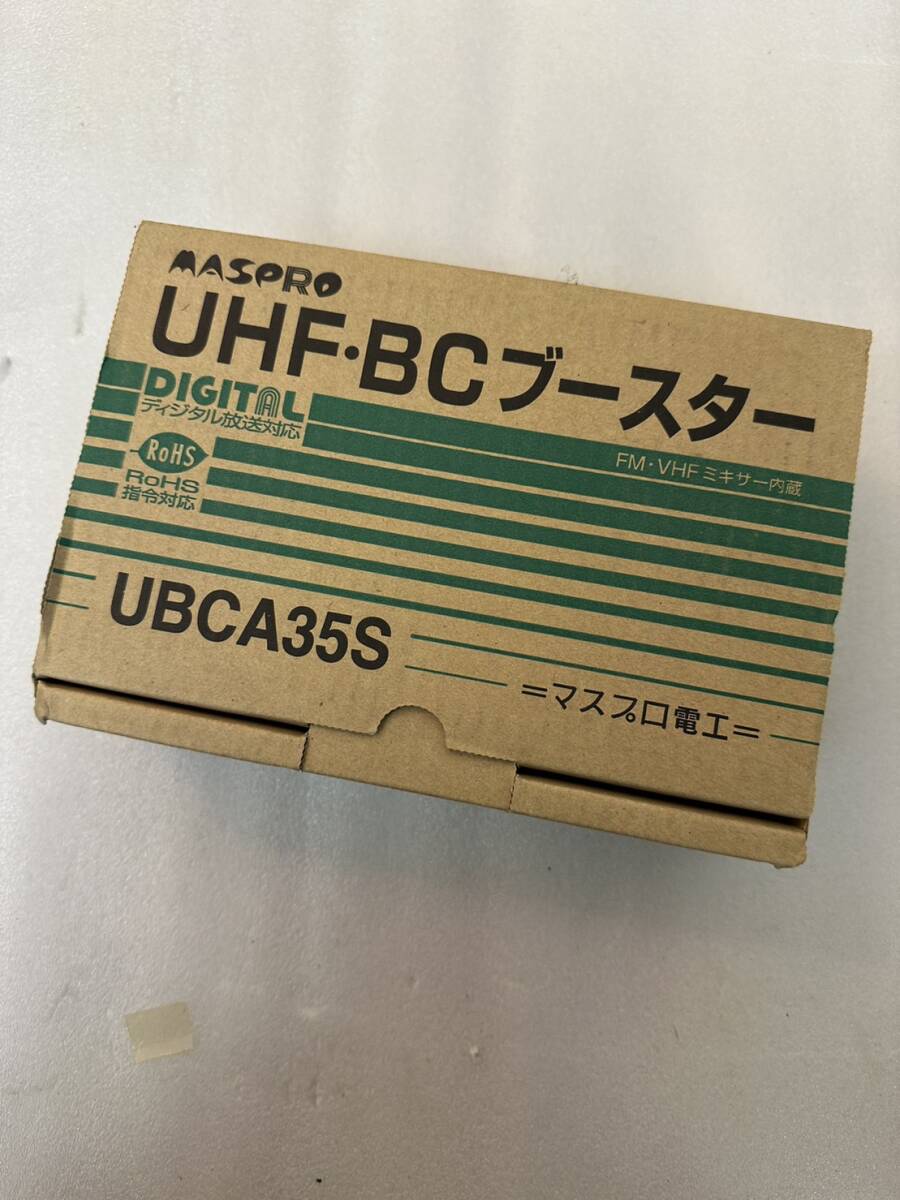 MASPRO
UHF・BCブースター
DIGITAL
ディジタル放送対応
FM・VHFミキサー内蔵
RoHS
RoHS
指令対応
UBCA35S
=マスプロ電工=